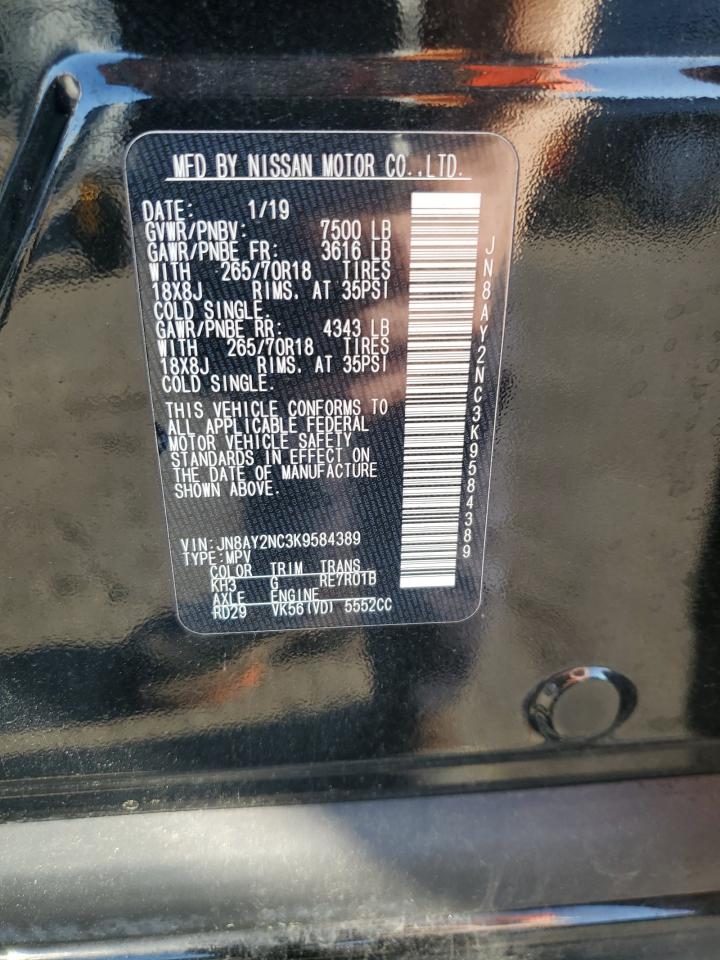 MFD BY NISSAN MOTOR CO.,LTD.
DATE: 1/19
GVWR/PNBV: 7500 LB
GAWR/PNBE FR: 3616 LB
WITH 265/70R18 TIRES
18X8J RIMS. AT 35PSI
COLD SINGLE.
GAWR/PNBE RR: 4343 LB
WITH 265/70R18 TIRES
18X8J RIMS. AT 35PSI
COLD SINGLE.
THIS VEHICLE CONFORMS TO
ALL APPLICABLE FEDERAL
MOTOR VEHICLE SAFETY
STANDARDS IN EFFECT ON
THE DATE OF MANUFACTURE
SHOWN ABOVE.
VIN:JN8AY2NC3K9584389
TYPE:MPV
COLOR TRIM TRANS
KH3 G RE7R01B
AXLE ENGINE
RD29 VK56(VD) 5552CC
JN8AY2NC3K9584389